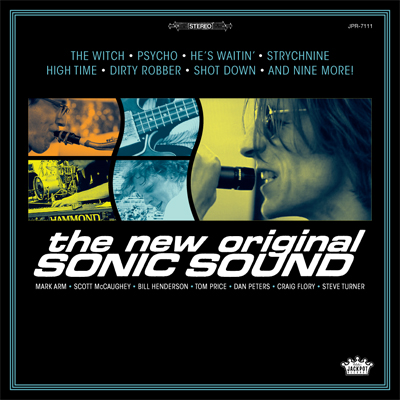 STEREO
JPR-7111
THE WITCH • PSYCHO • HE'S WAITIN' • STRYCHNINE
HIGH TIME • DIRTY ROBBER • SHOT DOWN • AND NINE MORE!
HAMMOND
the new original
SONIC SOUND
MARK ARM • SCOTT McCAUGHEY • BILL HENDERSON • TOM PRICE • DAN PETERS • CRAIG FLORY • STEVE TURNER
JACKPOT